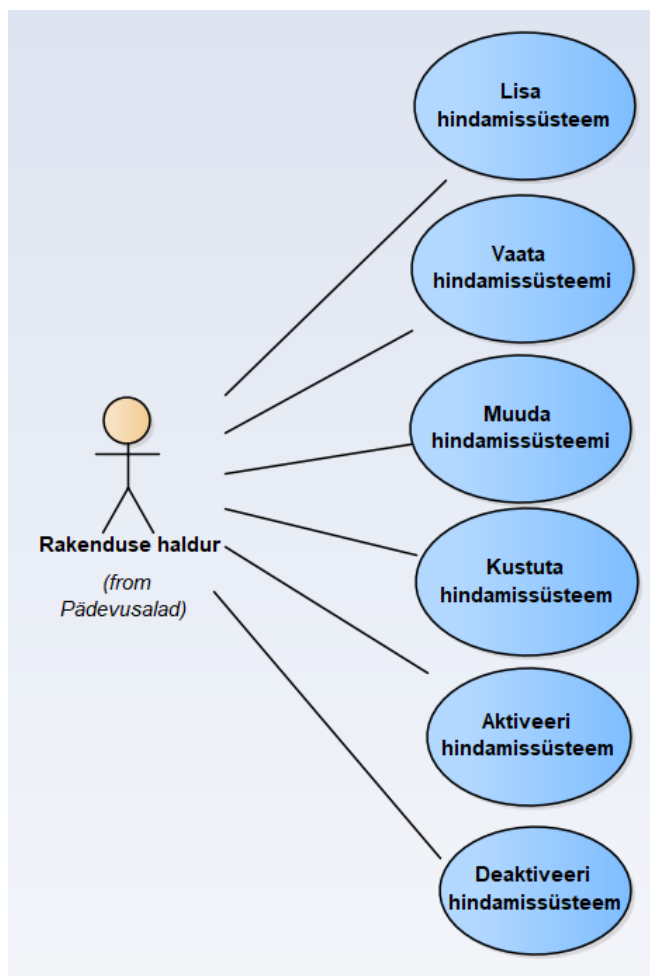 Lisa
hindamissüsteem
Vaata
hindamissüsteemi
Muuda
hindamissüsteemi
Rakenduse haldur
(from
Pädevusalad)
Kustuta
hindamissüsteem
Aktiveeri
hindamissüsteem
Deaktiveeri
hindamissüsteem